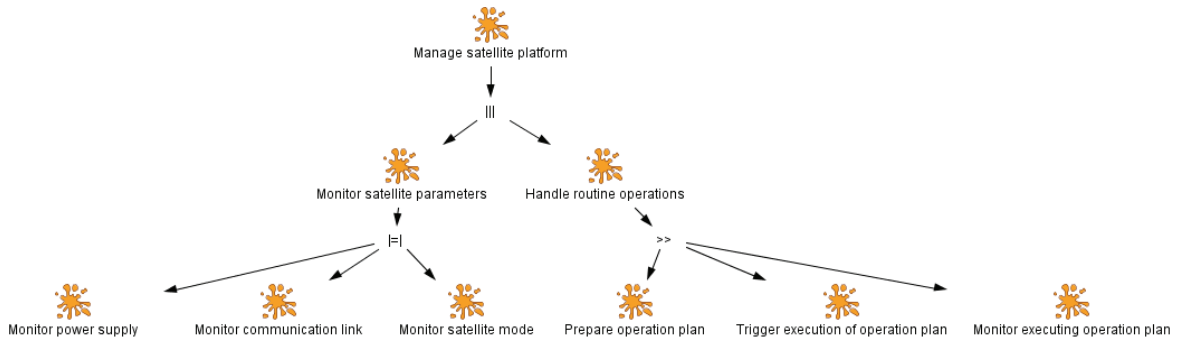 Manage satellite platform
|||
Monitor satellite parameters
Handle routine operations
|=|
>>
Monitor power supply
Monitor communication link
Monitor satellite mode
Prepare operation plan
Trigger execution of operation plan
Monitor executing operation plan